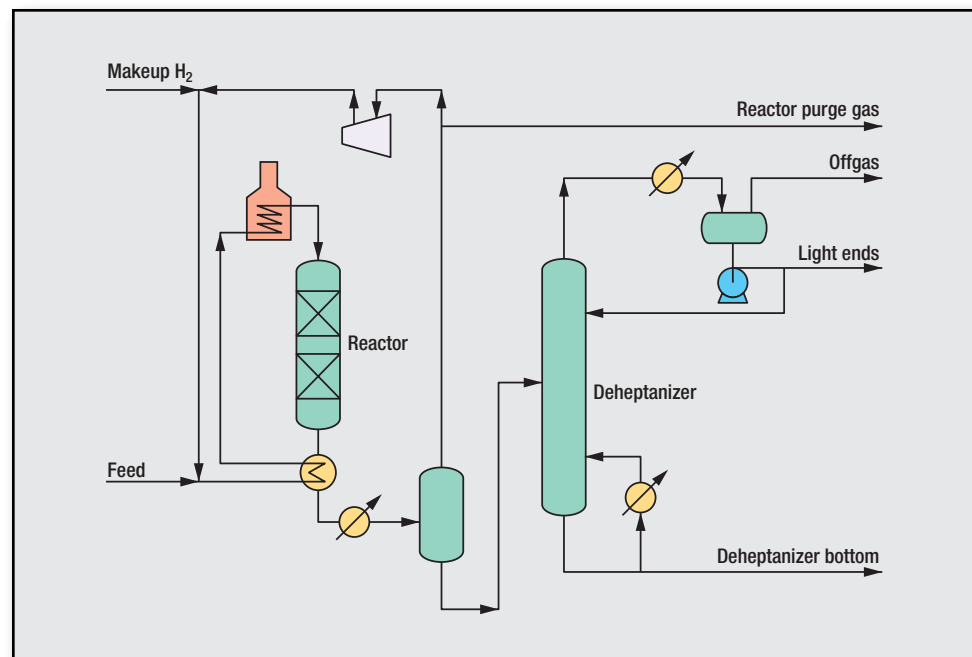 Makeup H₂
Reactor purge gas
Offgas
Light ends
Reactor
Deheptanizer
Feed
Deheptanizer bottom